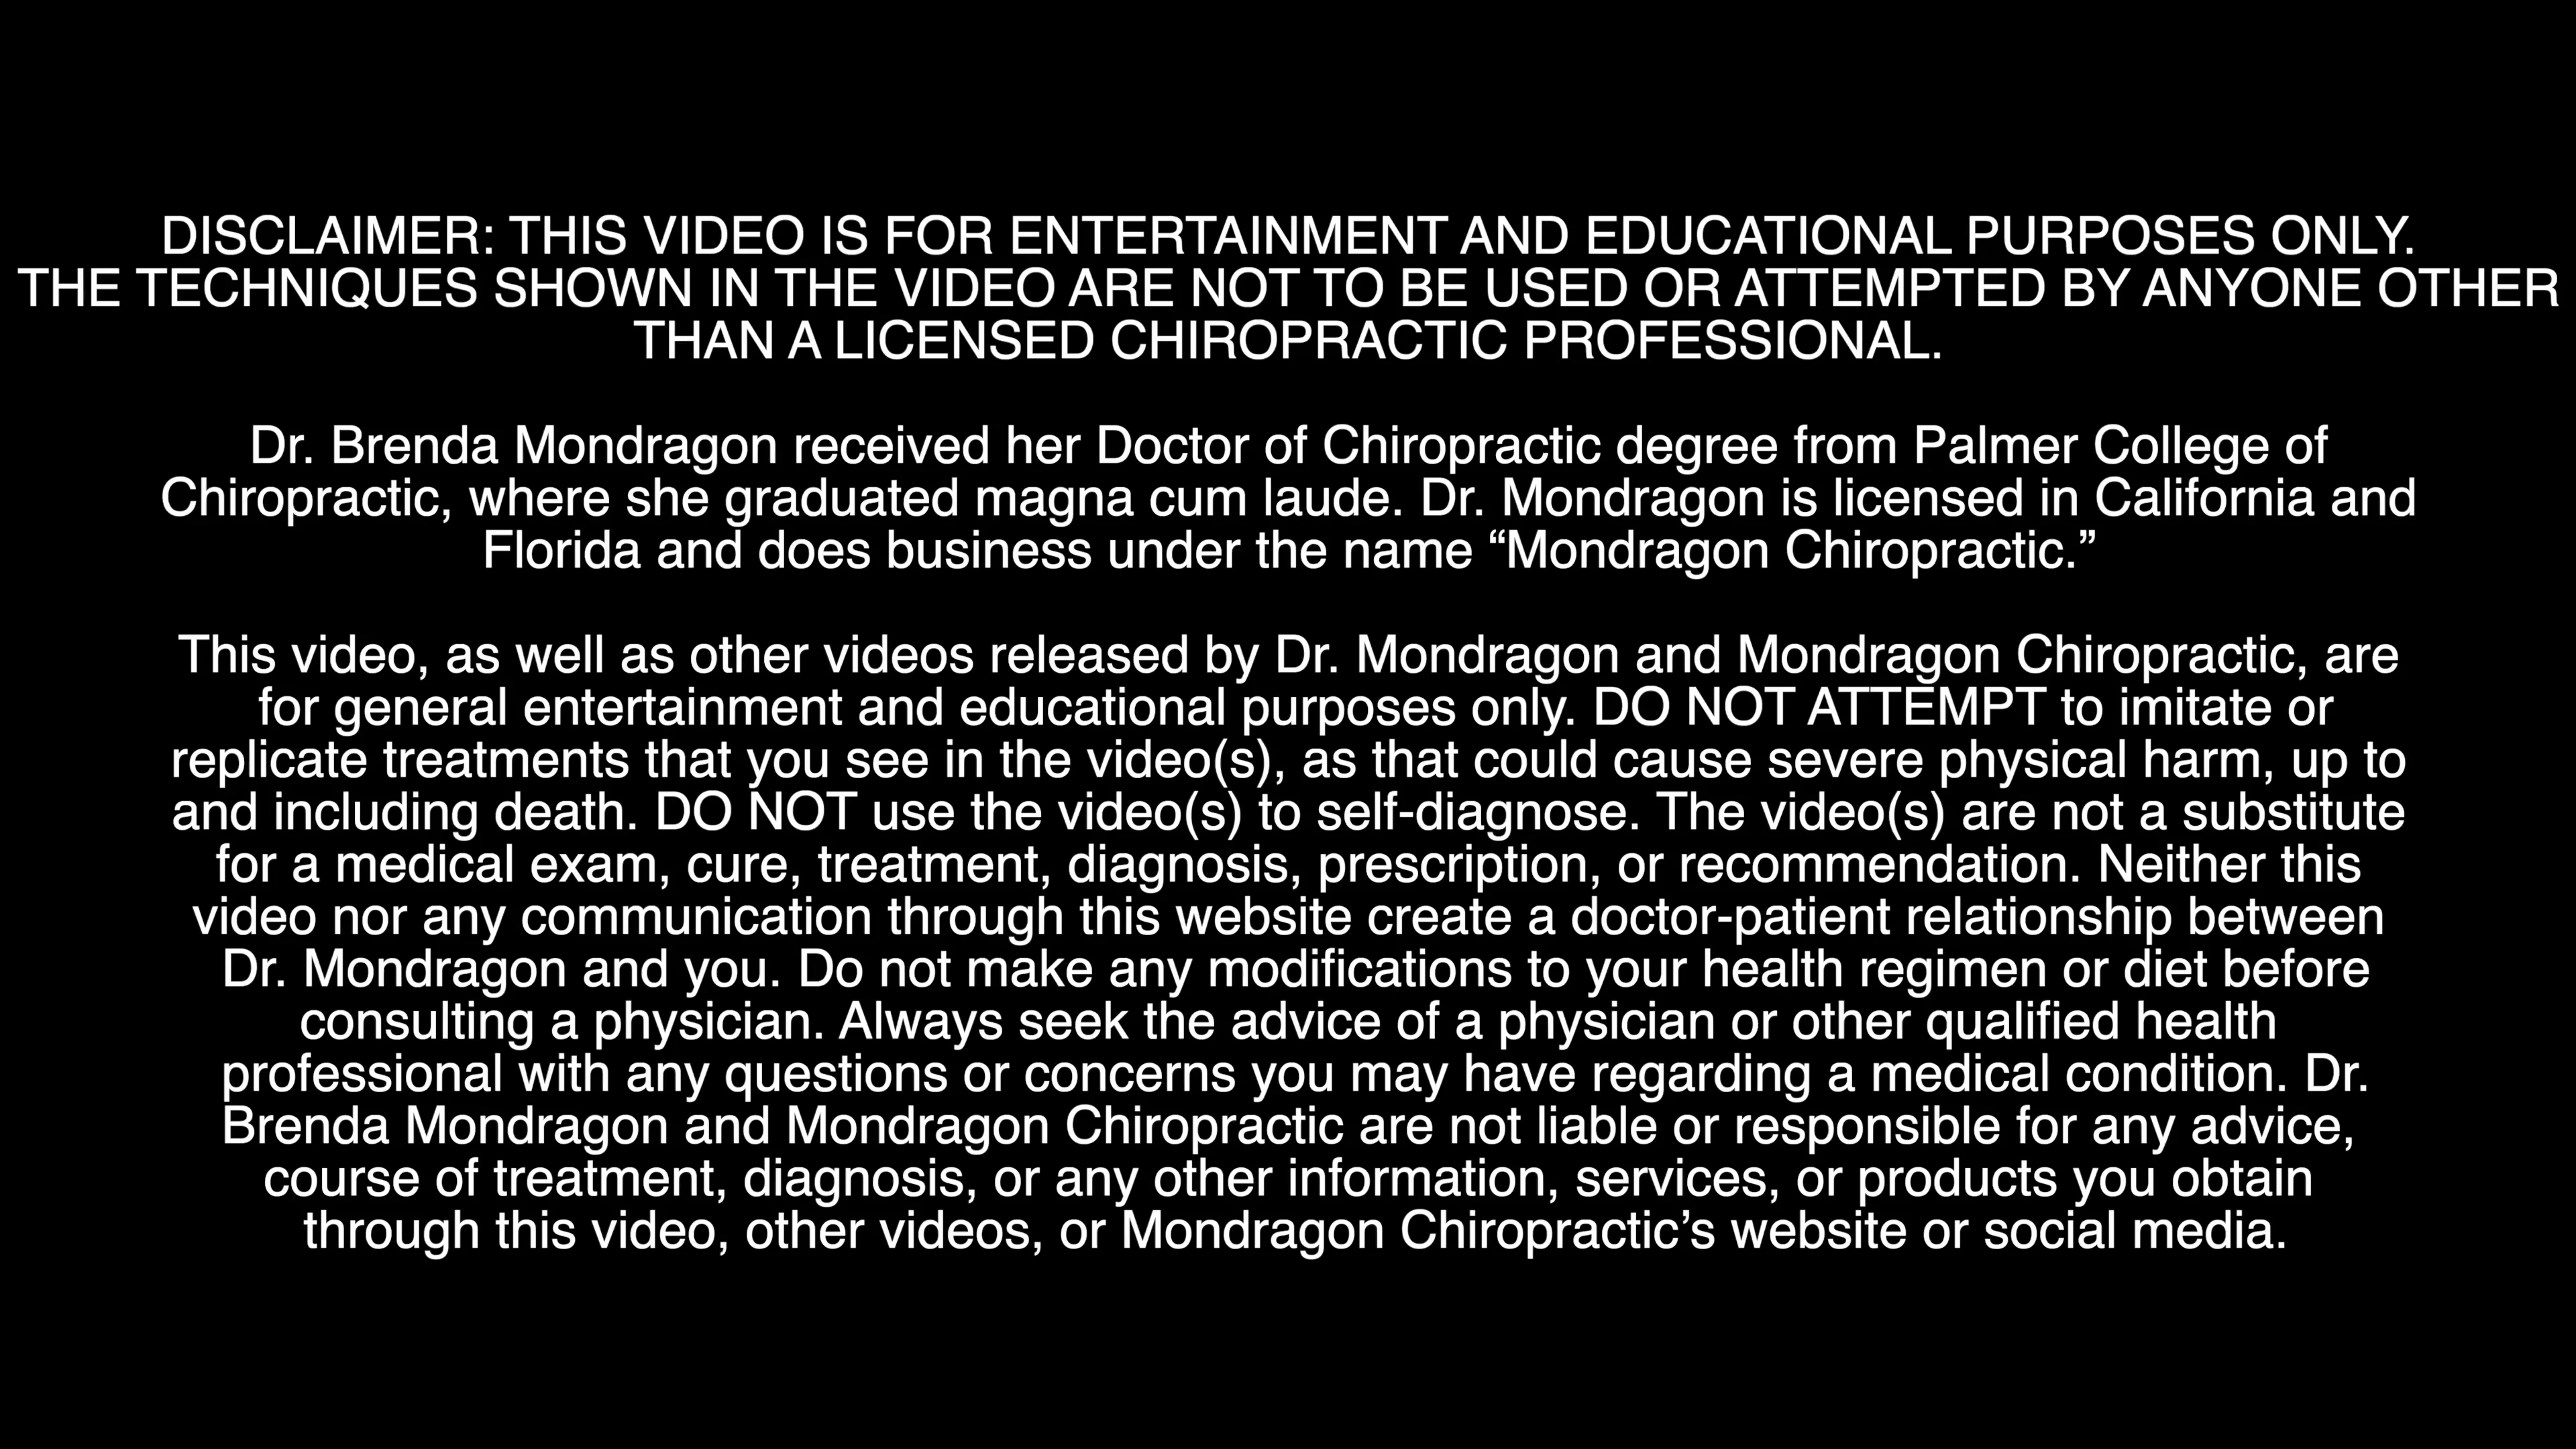 DISCLAIMER: THIS VIDEO IS FOR ENTERTAINMENT AND EDUCATIONAL PURPOSES ONLY.
THE TECHNIQUES SHOWN IN THE VIDEO ARE NOT TO BE USED OR ATTEMPTED BY ANYONE OTHER
THAN A LICENSED CHIROPRACTIC PROFESSIONAL.
Dr. Brenda Mondragon received her Doctor of Chiropractic degree from Palmer College of
Chiropractic, where she graduated magna cum laude. Dr. Mondragon is licensed in California and
Florida and does business under the name “Mondragon Chiropractic.”
This video, as well as other videos released by Dr. Mondragon and Mondragon Chiropractic, are
for general entertainment and educational purposes only. DO NOT ATTEMPT to imitate or
replicate treatments that you see in the video(s), as that could cause severe physical harm, up to
and including death. DO NOT use the video(s) to self-diagnose. The video(s) are not a substitute
for a medical exam, cure, treatment, diagnosis, prescription, or recommendation. Neither this
video nor any communication through this website create a doctor-patient relationship between
Dr. Mondragon and you. Do not make any modifications to your health regimen or diet before
consulting a physician. Always seek the advice of a physician or other qualified health
professional with any questions or concerns you may have regarding a medical condition. Dr.
Brenda Mondragon and Mondragon Chiropractic are not liable or responsible for any advice,
course of treatment, diagnosis, or any other information, services, or products you obtain
through this video, other videos, or Mondragon Chiropractic’s website or social media.